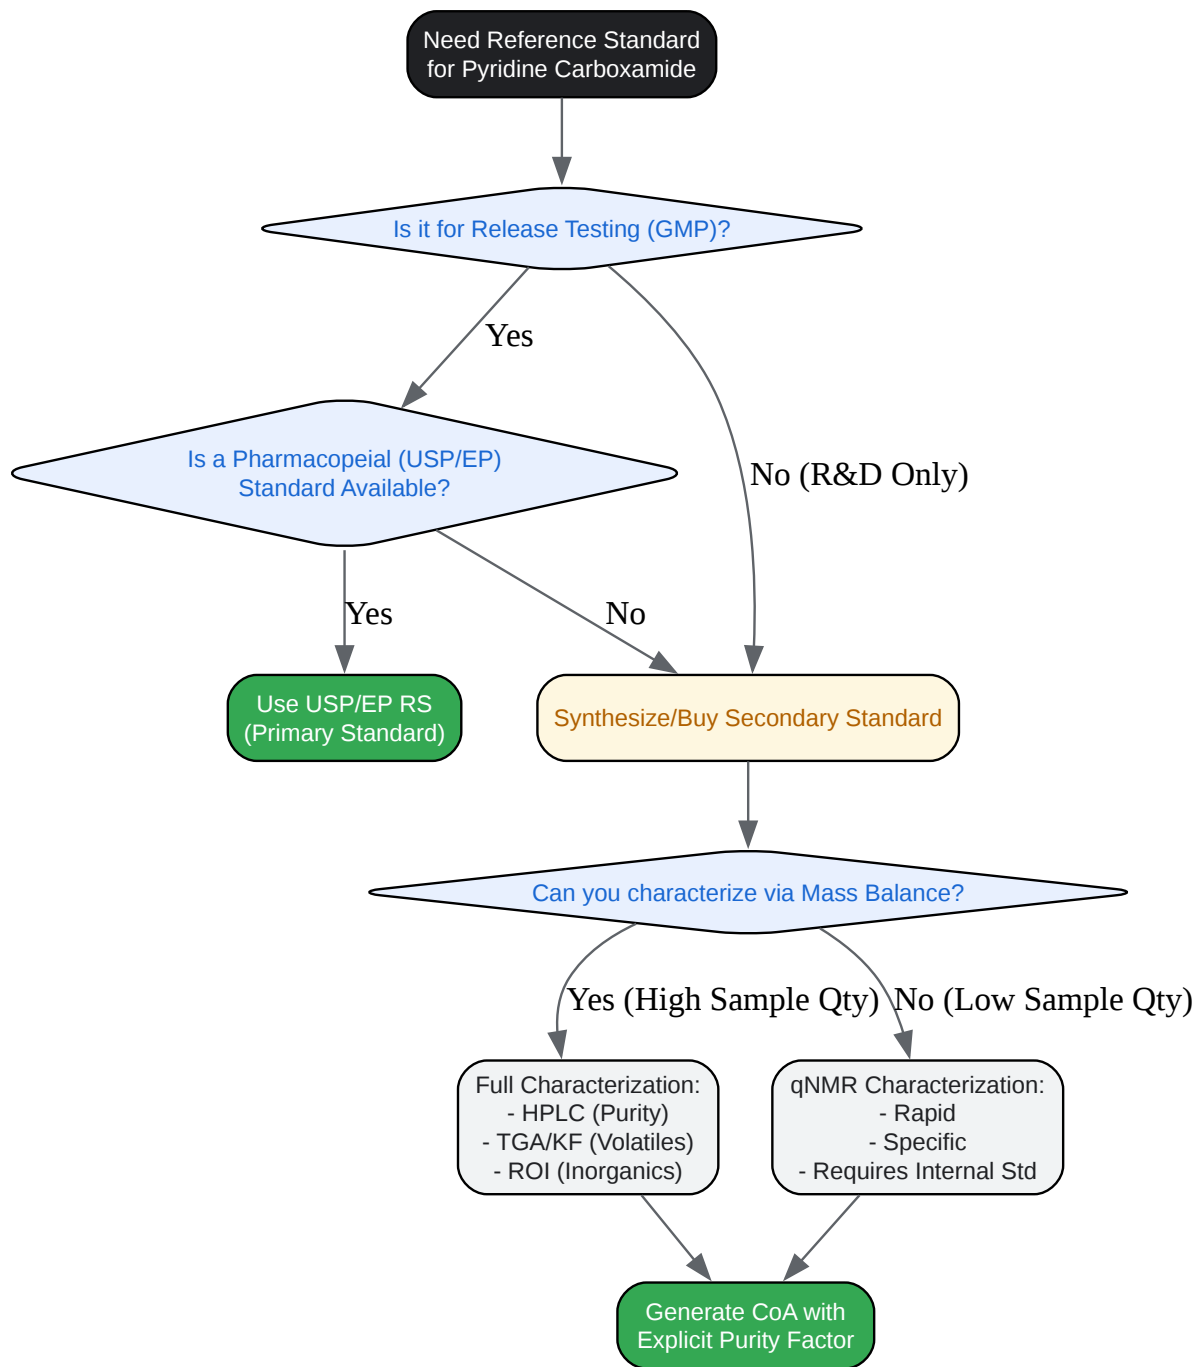 Need Reference Standard
for Pyridine Carboxamide
Is it for Release Testing (GMP)?
Yes
Is a Pharmacopeial (USP/EP)
Standard Available?
No (R&D Only)
Yes
No
Use USP/EP RS
(Primary Standard)
Synthesize/Buy Secondary Standard
Can you characterize via Mass Balance?
Yes (High Sample Qty)
No (Low Sample Qty)
Full Characterization:
- HPLC (Purity)
- TGA/KF (Volatiles)
- ROI (Inorganics)
qNMR Characterization:
- Rapid
- Specific
- Requires Internal Std
Generate CoA with
Explicit Purity Factor